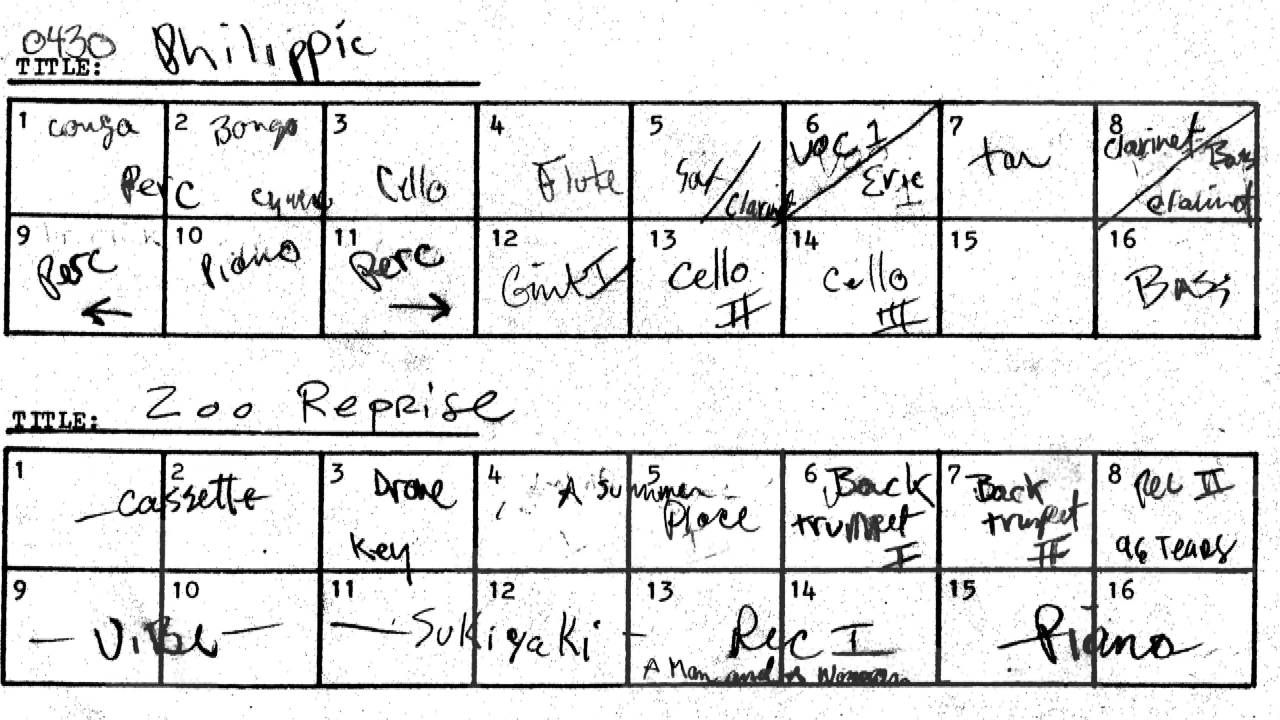 0430 Philippic
TITLE:
1 conga Perc
2 Bongo
3 Cello
4 Flute
5 Sax/Clarinet
6 Voc I Eric I
7 tar
8 clarinet Bass clarinet
9 Perc ←
10 Piano
11 Perc →
12 Guit I
13 Cello II
14 Cello III
15
16 Bass
TITLE: Zoo Reprise
1 2 — Cassette
3 Drone Key
4 5 A Summer Place
6 Back trumpet I
7 Back trumpet II
8 Rec II 96 Tears
9 10 — Vibe —
11 12 — Sukiyaki —
13 14 Rec I A Man and A Woman
15 16 — Piano —